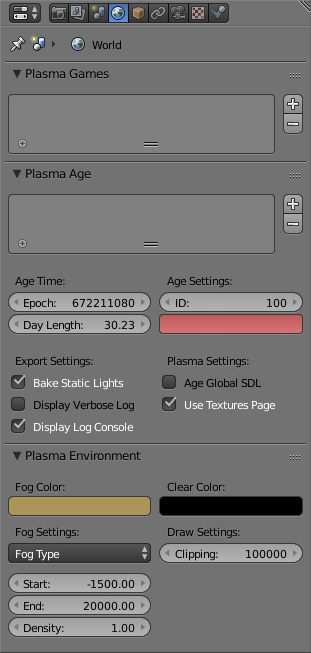 World
Plasma Games
Plasma Age
Age Time: Age Settings:
Epoch: 672211080 ID: 100
Day Length: 30.23
Export Settings: Plasma Settings:
Bake Static Lights Age Global SDL
Display Verbose Log Use Textures Page
Display Log Console
Plasma Environment
Fog Color: Clear Color:
Fog Settings: Draw Settings:
Fog Type Clipping: 100000
Start: -1500.00
End: 20000.00
Density: 1.00